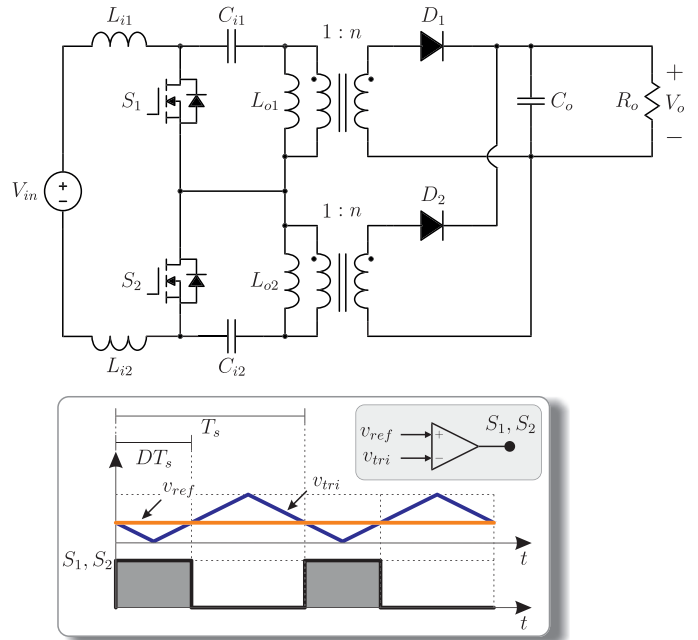 L_{i1}
C_{i1}
1 : n
D_1
S_1
L_{o1}
C_o
R_o
+
V_o
−
V_{in}
+
−
1 : n
D_2
S_2
L_{o2}
L_{i2}
C_{i2}
T_s
DT_s
v_{ref}
v_{tri}
v_{ref}
+
v_{tri}
−
S_1, S_2
t
S_1, S_2
t